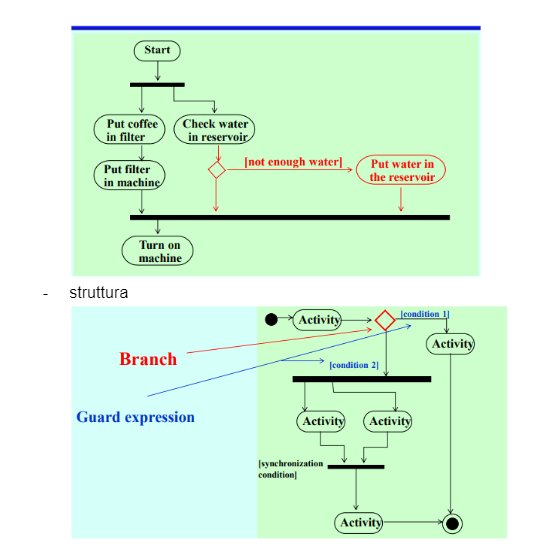 Start
Put coffee
in filter
Check water
in reservoir
[not enough water]
Put water in
the reservoir
Put filter
in machine
Turn on
machine
- struttura
Activity
[condition 1]
Activity
Branch
[condition 2]
Guard expression
Activity
Activity
[synchronization
condition]
Activity